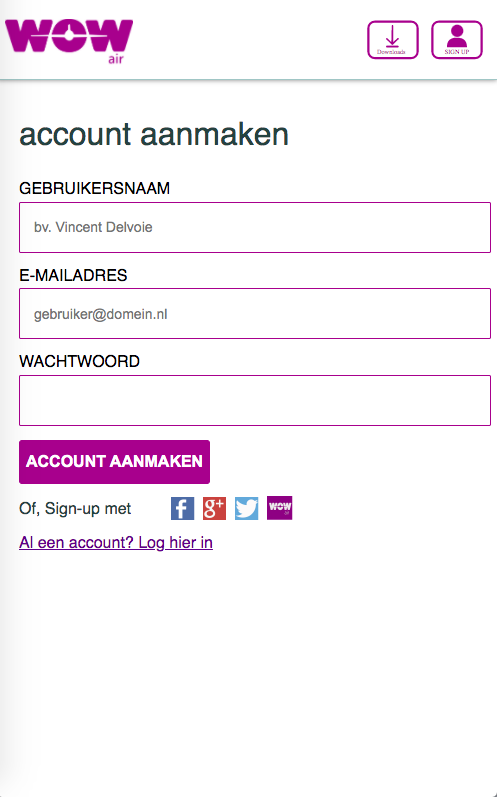 WOW
air
Downloads
SIGN UP
account aanmaken
GEBRUIKERSNAAM
bv. Vincent Delvoie
E-MAILADRES
gebruiker@domein.nl
WACHTWOORD
ACCOUNT AANMAKEN
Of, Sign-up met f g+ WOW air
Al een account? Log hier in